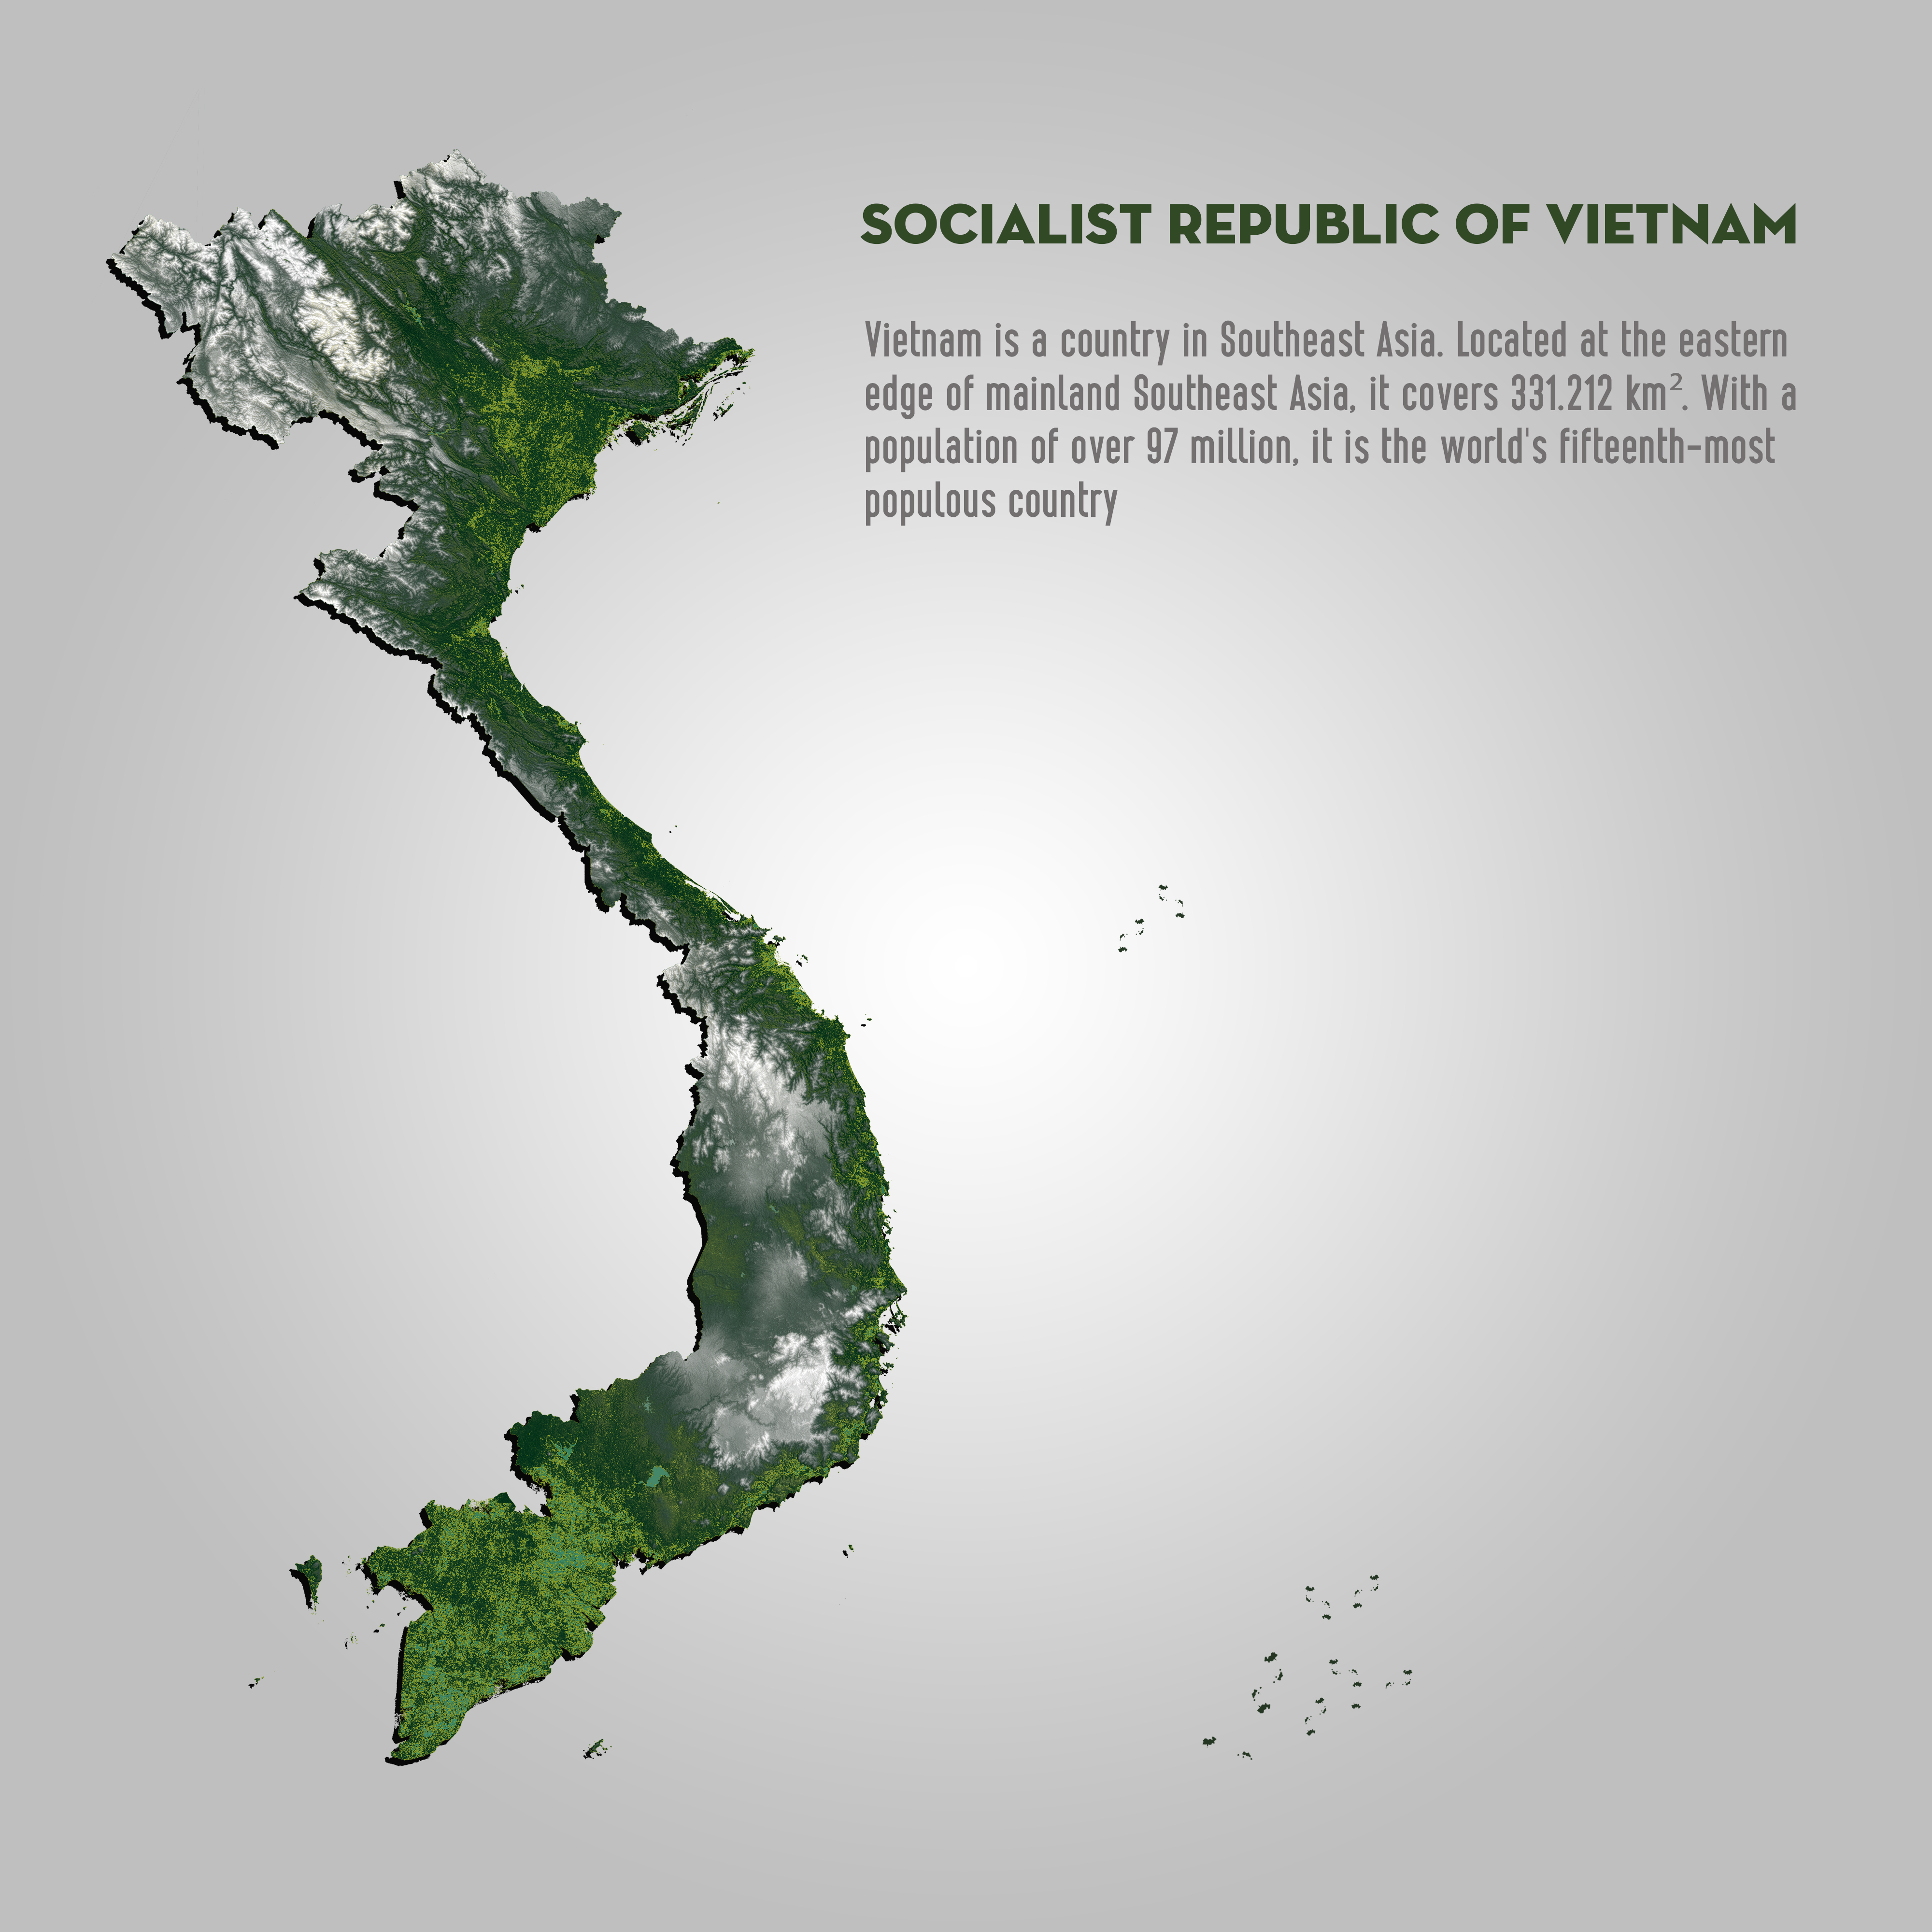 SOCIALIST REPUBLIC OF VIETNAM
Vietnam is a country in Southeast Asia. Located at the eastern
edge of mainland Southeast Asia, it covers 331.212 km². With a
population of over 97 million, it is the world's fifteenth-most
populous country